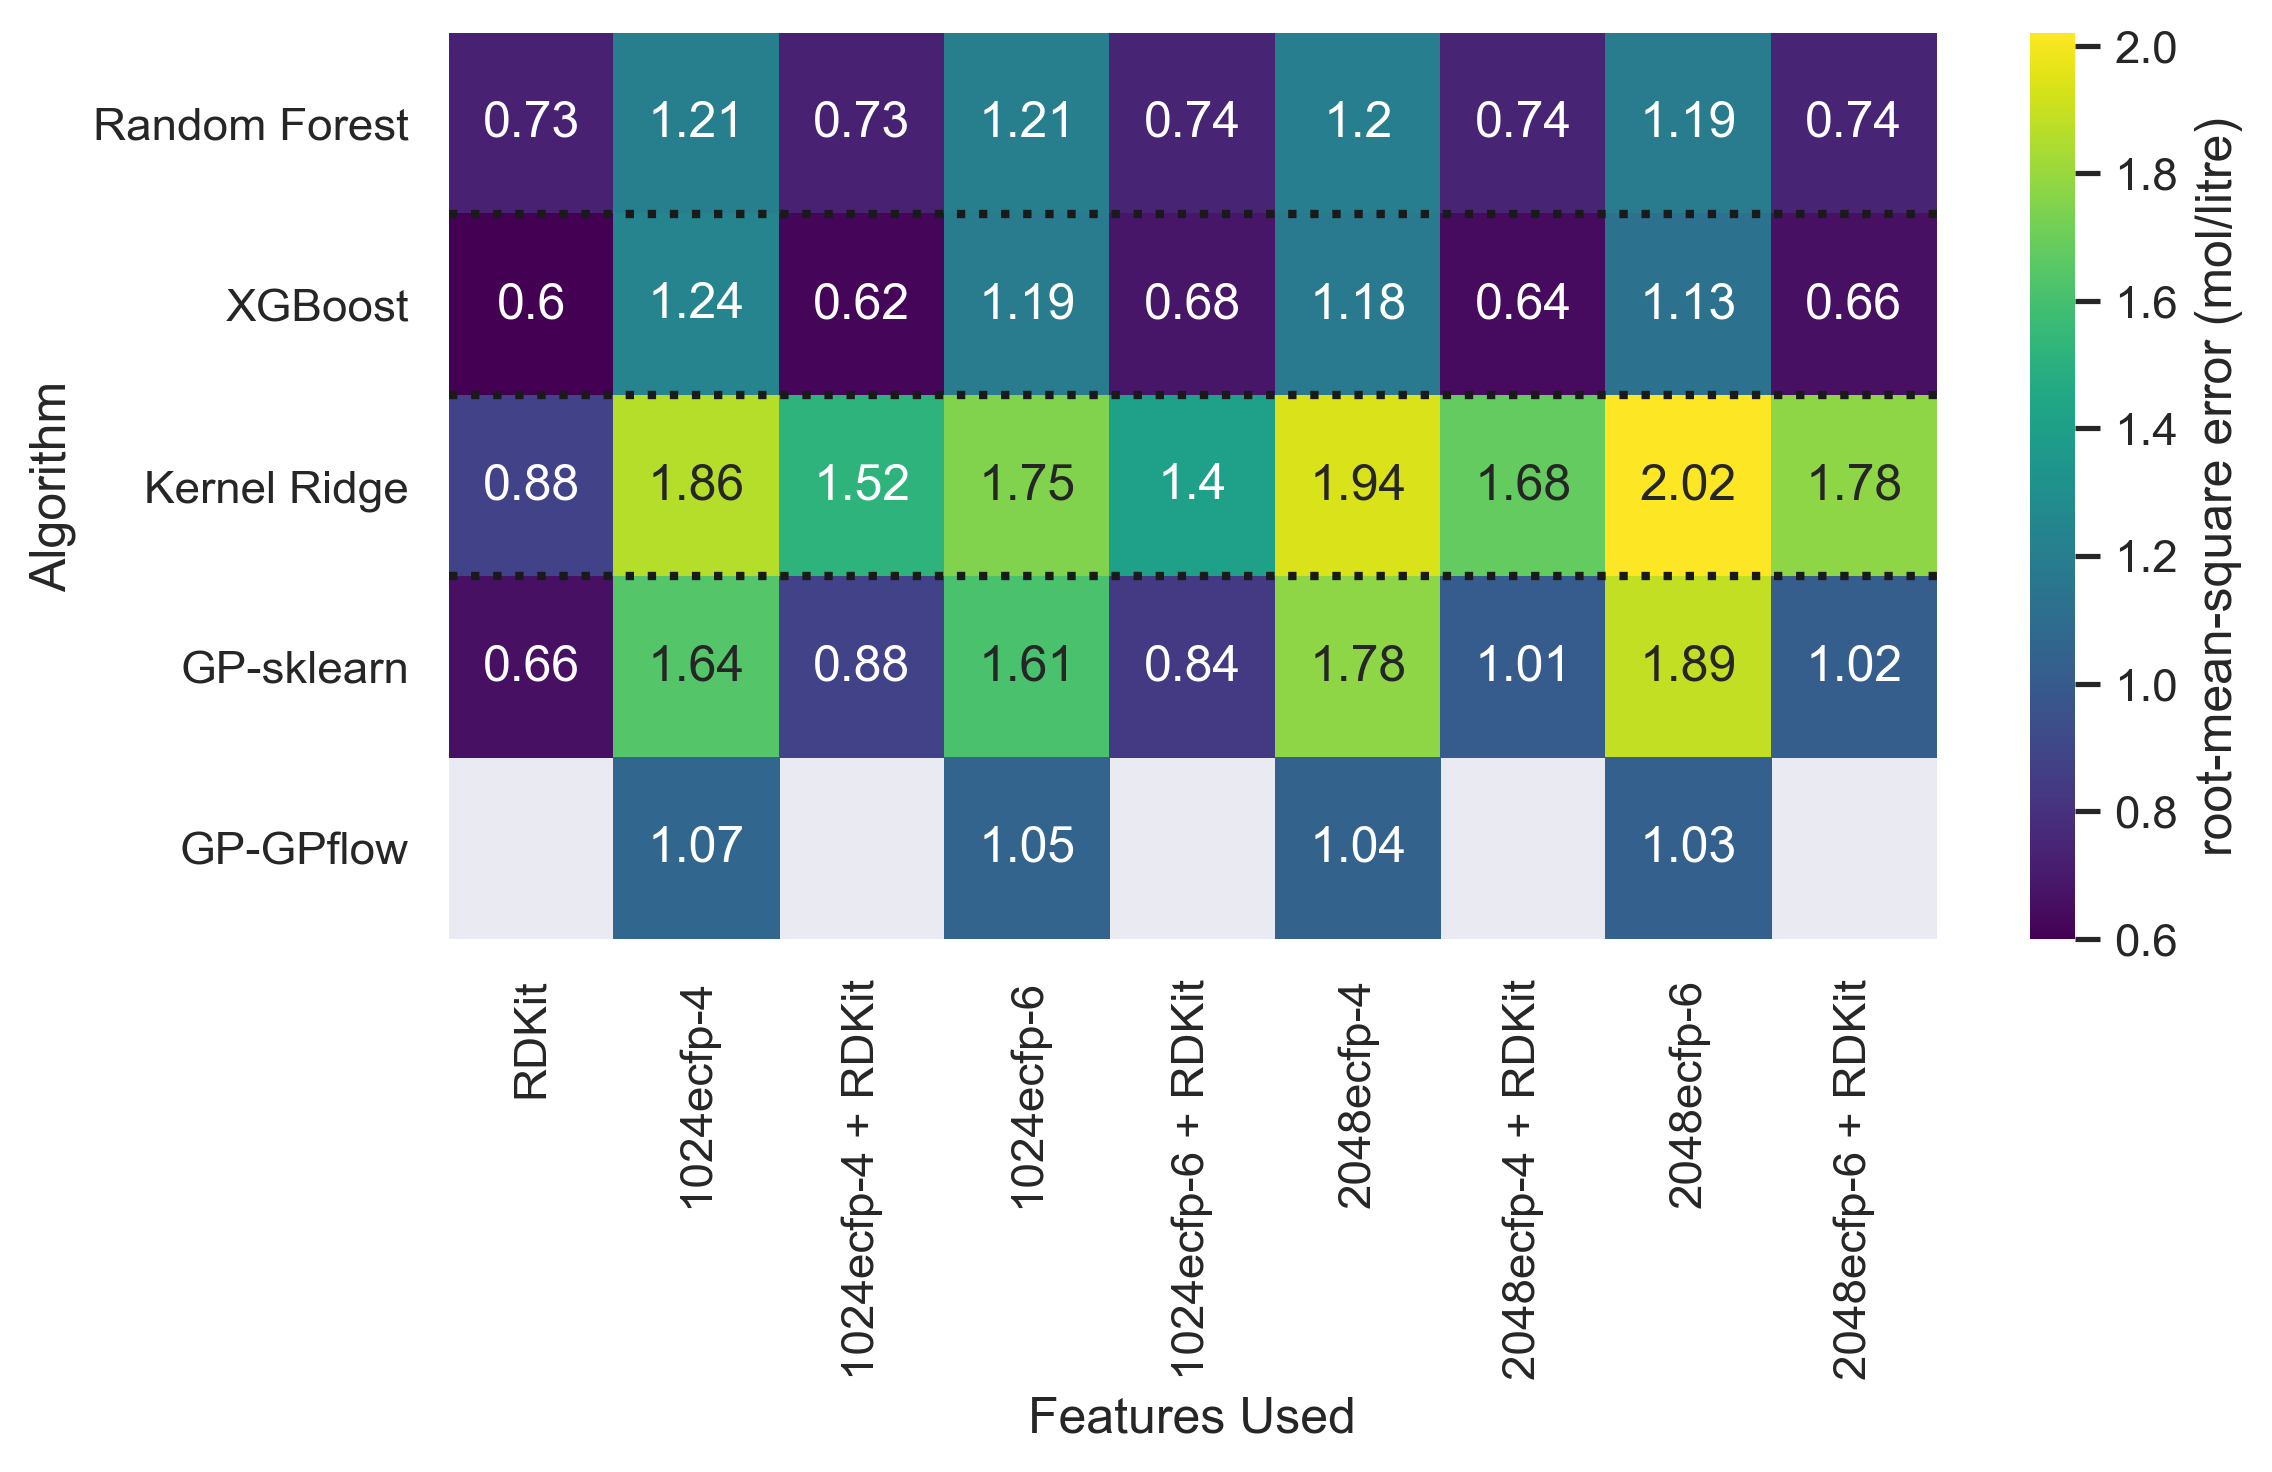 Random Forest 0.73 1.21 0.73 1.21 0.74 1.2 0.74 1.19 0.74
XGBoost 0.6 1.24 0.62 1.19 0.68 1.18 0.64 1.13 0.66
Kernel Ridge 0.88 1.86 1.52 1.75 1.4 1.94 1.68 2.02 1.78
GP-sklearn 0.66 1.64 0.88 1.61 0.84 1.78 1.01 1.89 1.02
GP-GPflow 1.07 1.05 1.04 1.03
Algorithm
RDKit
1024ecfp-4
1024ecfp-4 + RDKit
1024ecfp-6
1024ecfp-6 + RDKit
2048ecfp-4
2048ecfp-4 + RDKit
2048ecfp-6
2048ecfp-6 + RDKit
Features Used
2.0
1.8
1.6
1.4
1.2
1.0
0.8
0.6
root-mean-square error (mol/litre)